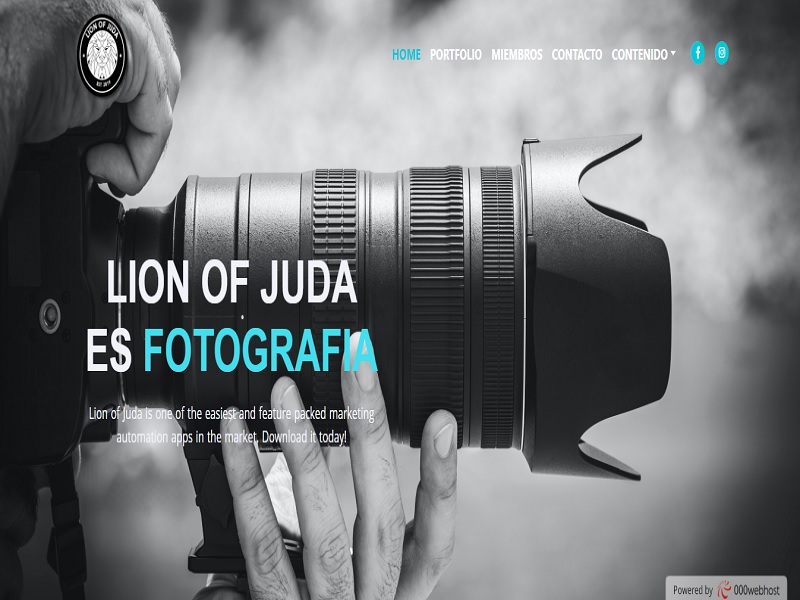 LION OF JUDA
EST 2019
HOME PORTFOLIO MIEMBROS CONTACTO CONTENIDO
LION OF JUDA
ES FOTOGRAFIA
Lion of Juda is one of the easiest and feature packed marketing
automation apps in the market. Download it today!
Powered by 000webhost